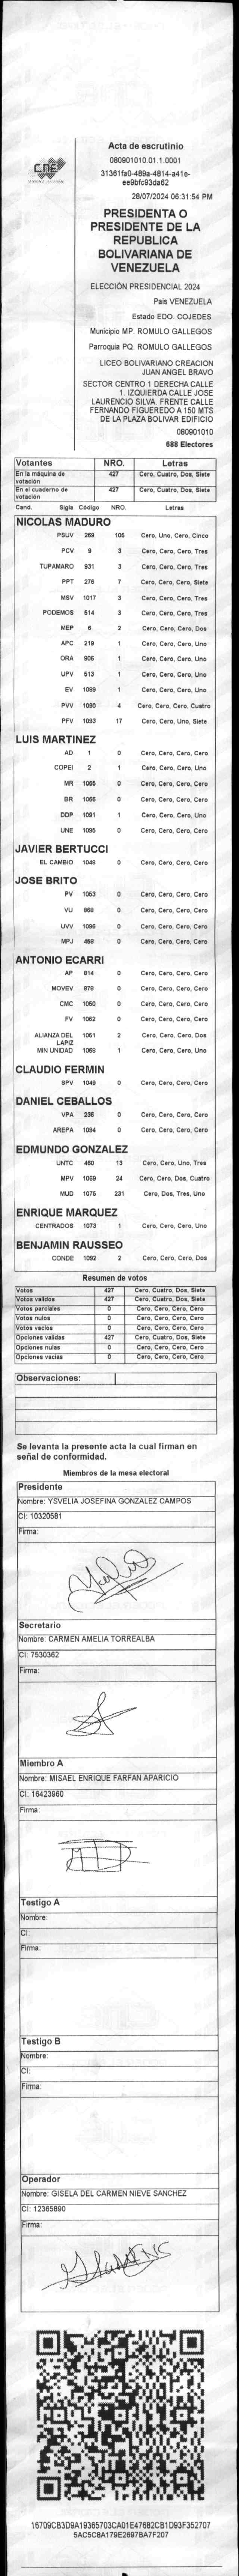 CNE
Acta de escrutinio
080901010.01.1.0001
31361fa0-489a-4814-a41e-
ee9bfc93da62
28/07/2024 06:31:54 PM
PRESIDENTA O
PRESIDENTE DE LA
REPUBLICA
BOLIVARIANA DE
VENEZUELA
ELECCIÓN PRESIDENCIAL 2024
Pais VENEZUELA
Estado EDO. COJEDES
Municipio MP. ROMULO GALLEGOS
Parroquia PQ. ROMULO GALLEGOS
LICEO BOLIVARIANO CREACION
JUAN ANGEL BRAVO
SECTOR CENTRO 1 DERECHA CALLE
1. IZQUIERDA CALLE JOSE
LAURENCIO SILVA. FRENTE CALLE
FERNANDO FIGUEREDO A 150 MTS
DE LA PLAZA BOLIVAR EDIFICIO
080901010
688 Electores
Votantes NRO. Letras
En la máquina de votación 427 Cero, Cuatro, Dos, Siete
En el cuaderno de votación 427 Cero, Cuatro, Dos, Siete
Cand. Sigla Código NRO. Letras
NICOLAS MADURO
PSUV 269 105 Cero, Uno, Cero, Cinco
PCV 9 3 Cero, Cero, Cero, Tres
TUPAMARO 931 3 Cero, Cero, Cero, Tres
PPT 276 7 Cero, Cero, Cero, Siete
MSV 1017 3 Cero, Cero, Cero, Tres
PODEMOS 514 3 Cero, Cero, Cero, Tres
MEP 6 2 Cero, Cero, Cero, Dos
APC 219 1 Cero, Cero, Cero, Uno
ORA 906 1 Cero, Cero, Cero, Uno
UPV 513 1 Cero, Cero, Cero, Uno
EV 1089 1 Cero, Cero, Cero, Uno
PVV 1090 4 Cero, Cero, Cero, Cuatro
PFV 1093 17 Cero, Cero, Uno, Siete
LUIS MARTINEZ
AD 1 0 Cero, Cero, Cero, Cero
COPEI 2 1 Cero, Cero, Cero, Uno
MR 1065 0 Cero, Cero, Cero, Cero
BR 1066 0 Cero, Cero, Cero, Cero
DDP 1091 1 Cero, Cero, Cero, Uno
UNE 1095 0 Cero, Cero, Cero, Cero
JAVIER BERTUCCI
EL CAMBIO 1048 0 Cero, Cero, Cero, Cero
JOSE BRITO
PV 1053 0 Cero, Cero, Cero, Cero
VU 868 0 Cero, Cero, Cero, Cero
UVV 1096 0 Cero, Cero, Cero, Cero
MPJ 458 0 Cero, Cero, Cero, Cero
ANTONIO ECARRI
AP 814 0 Cero, Cero, Cero, Cero
MOVEV 878 0 Cero, Cero, Cero, Cero
CMC 1050 0 Cero, Cero, Cero, Cero
FV 1062 0 Cero, Cero, Cero, Cero
ALIANZA DEL LAPIZ 1051 2 Cero, Cero, Cero, Dos
MIN UNIDAD 1068 1 Cero, Cero, Cero, Uno
CLAUDIO FERMIN
SPV 1049 0 Cero, Cero, Cero, Cero
DANIEL CEBALLOS
VPA 236 0 Cero, Cero, Cero, Cero
AREPA 1094 0 Cero, Cero, Cero, Cero
EDMUNDO GONZALEZ
UNTC 460 13 Cero, Cero, Uno, Tres
MPV 1069 24 Cero, Cero, Dos, Cuatro
MUD 1075 231 Cero, Dos, Tres, Uno
ENRIQUE MARQUEZ
CENTRADOS 1073 1 Cero, Cero, Cero, Uno
BENJAMIN RAUSSEO
CONDE 1092 2 Cero, Cero, Cero, Dos
Resumen de votos
Votos 427 Cero, Cuatro, Dos, Siete
Votos válidos 427 Cero, Cuatro, Dos, Siete
Votos parciales 0 Cero, Cero, Cero, Cero
Votos nulos 0 Cero, Cero, Cero, Cero
Votos vacíos 0 Cero, Cero, Cero, Cero
Opciones válidas 427 Cero, Cuatro, Dos, Siete
Opciones nulas 0 Cero, Cero, Cero, Cero
Opciones vacías 0 Cero, Cero, Cero, Cero
Observaciones:
Se levanta la presente acta la cual firman en
señal de conformidad.
Miembros de la mesa electoral
Presidente
Nombre: YSVELIA JOSEFINA GONZALEZ CAMPOS
CI: 10320581
Firma:
Secretario
Nombre: CARMEN AMELIA TORREALBA
CI: 7530362
Firma:
Miembro A
Nombre: MISAEL ENRIQUE FARFAN APARICIO
CI: 16423960
Firma:
Testigo A
Nombre:
CI:
Firma:
Testigo B
Nombre:
CI:
Firma:
Operador
Nombre: GISELA DEL CARMEN NIEVE SANCHEZ
CI: 12365890
Firma:
16709CB3D9A19365703CA01E47682CB1D93F352707
5AC5C8A179E2697BA7F207